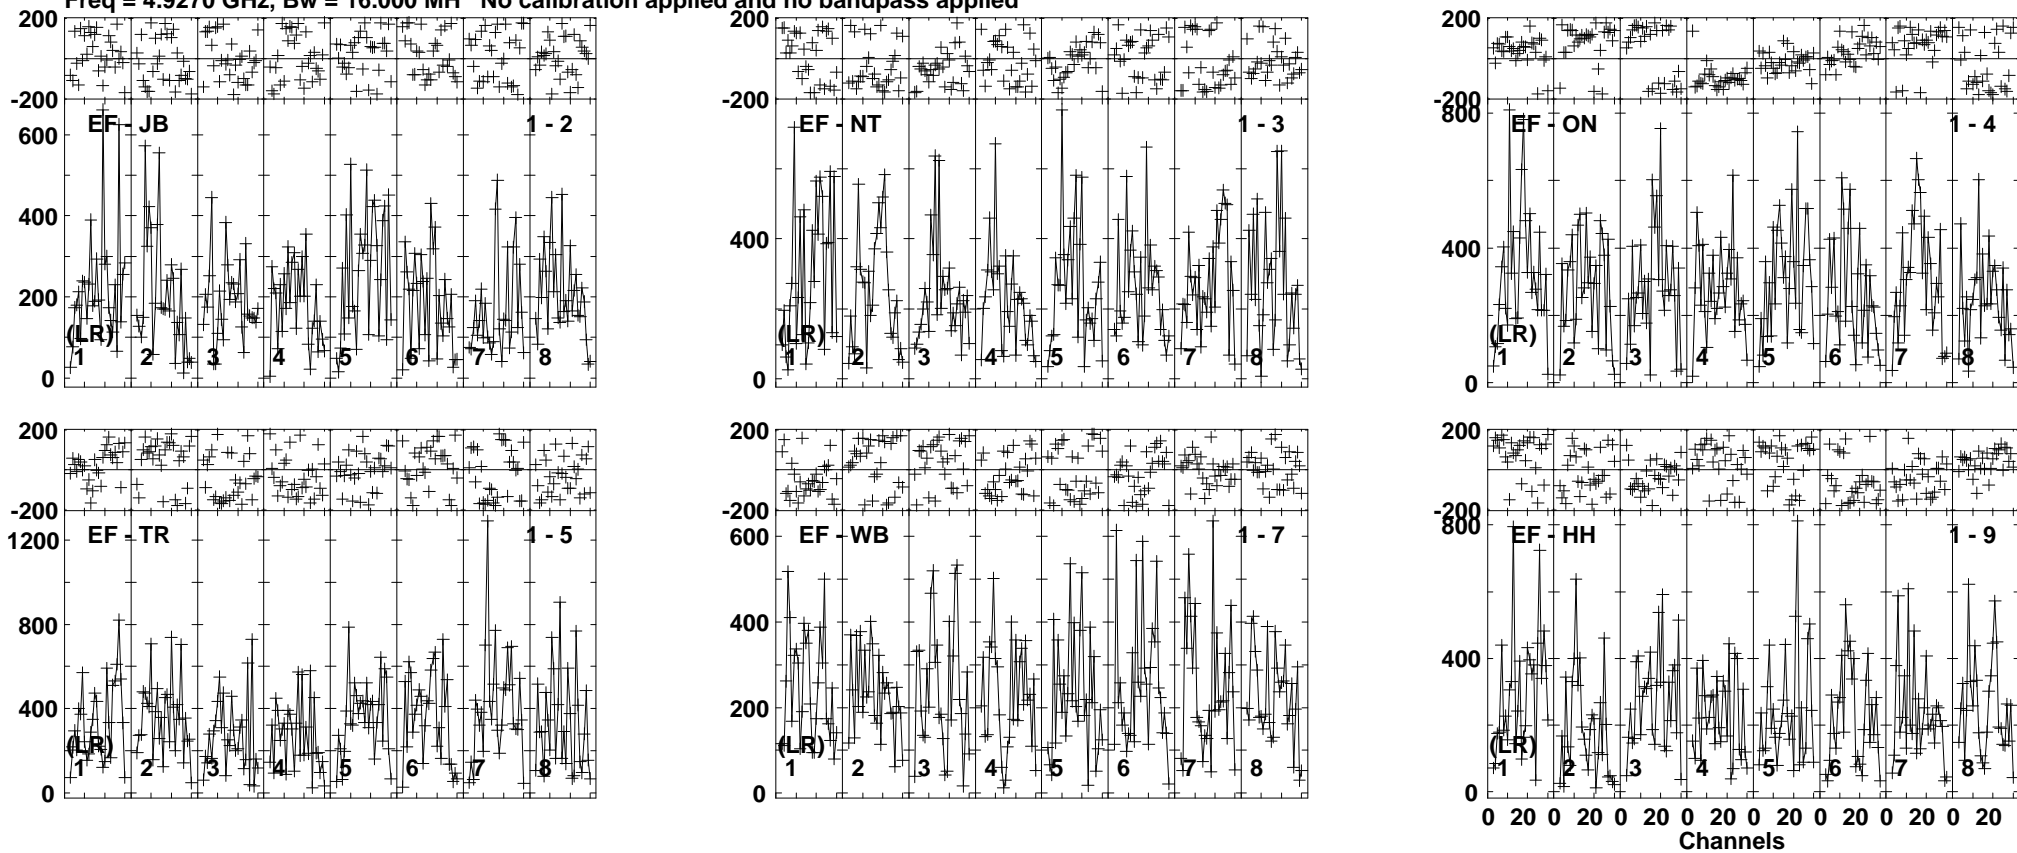 Freq = 4.9270 GHz, Bw = 16.000 MH No calibration applied and no bandpass applied
200 200 200
-200 -200 -200
EF - JB 1 - 2 EF - NT 1 - 3 EF - ON 1 - 4
600 800
400 400 400
200
(LR) (LR) (LR)
1 2 3 4 5 6 7 8 1 2 3 4 5 6 7 8 1 2 3 4 5 6 7 8
0 0 0
200 200 200
-200 -200 -200
EF - TR 1 - 5 EF - WB 1 - 7 EF - HH 1 - 9
1200 600 800
800 400 400
400 200
(LR) (LR) (LR)
1 2 3 4 5 6 7 8 1 2 3 4 5 6 7 8 1 2 3 4 5 6 7 8
0 0 0
0 20 0 20 0 20 0 20 0 20 0 20 0 20 0 20
Channels